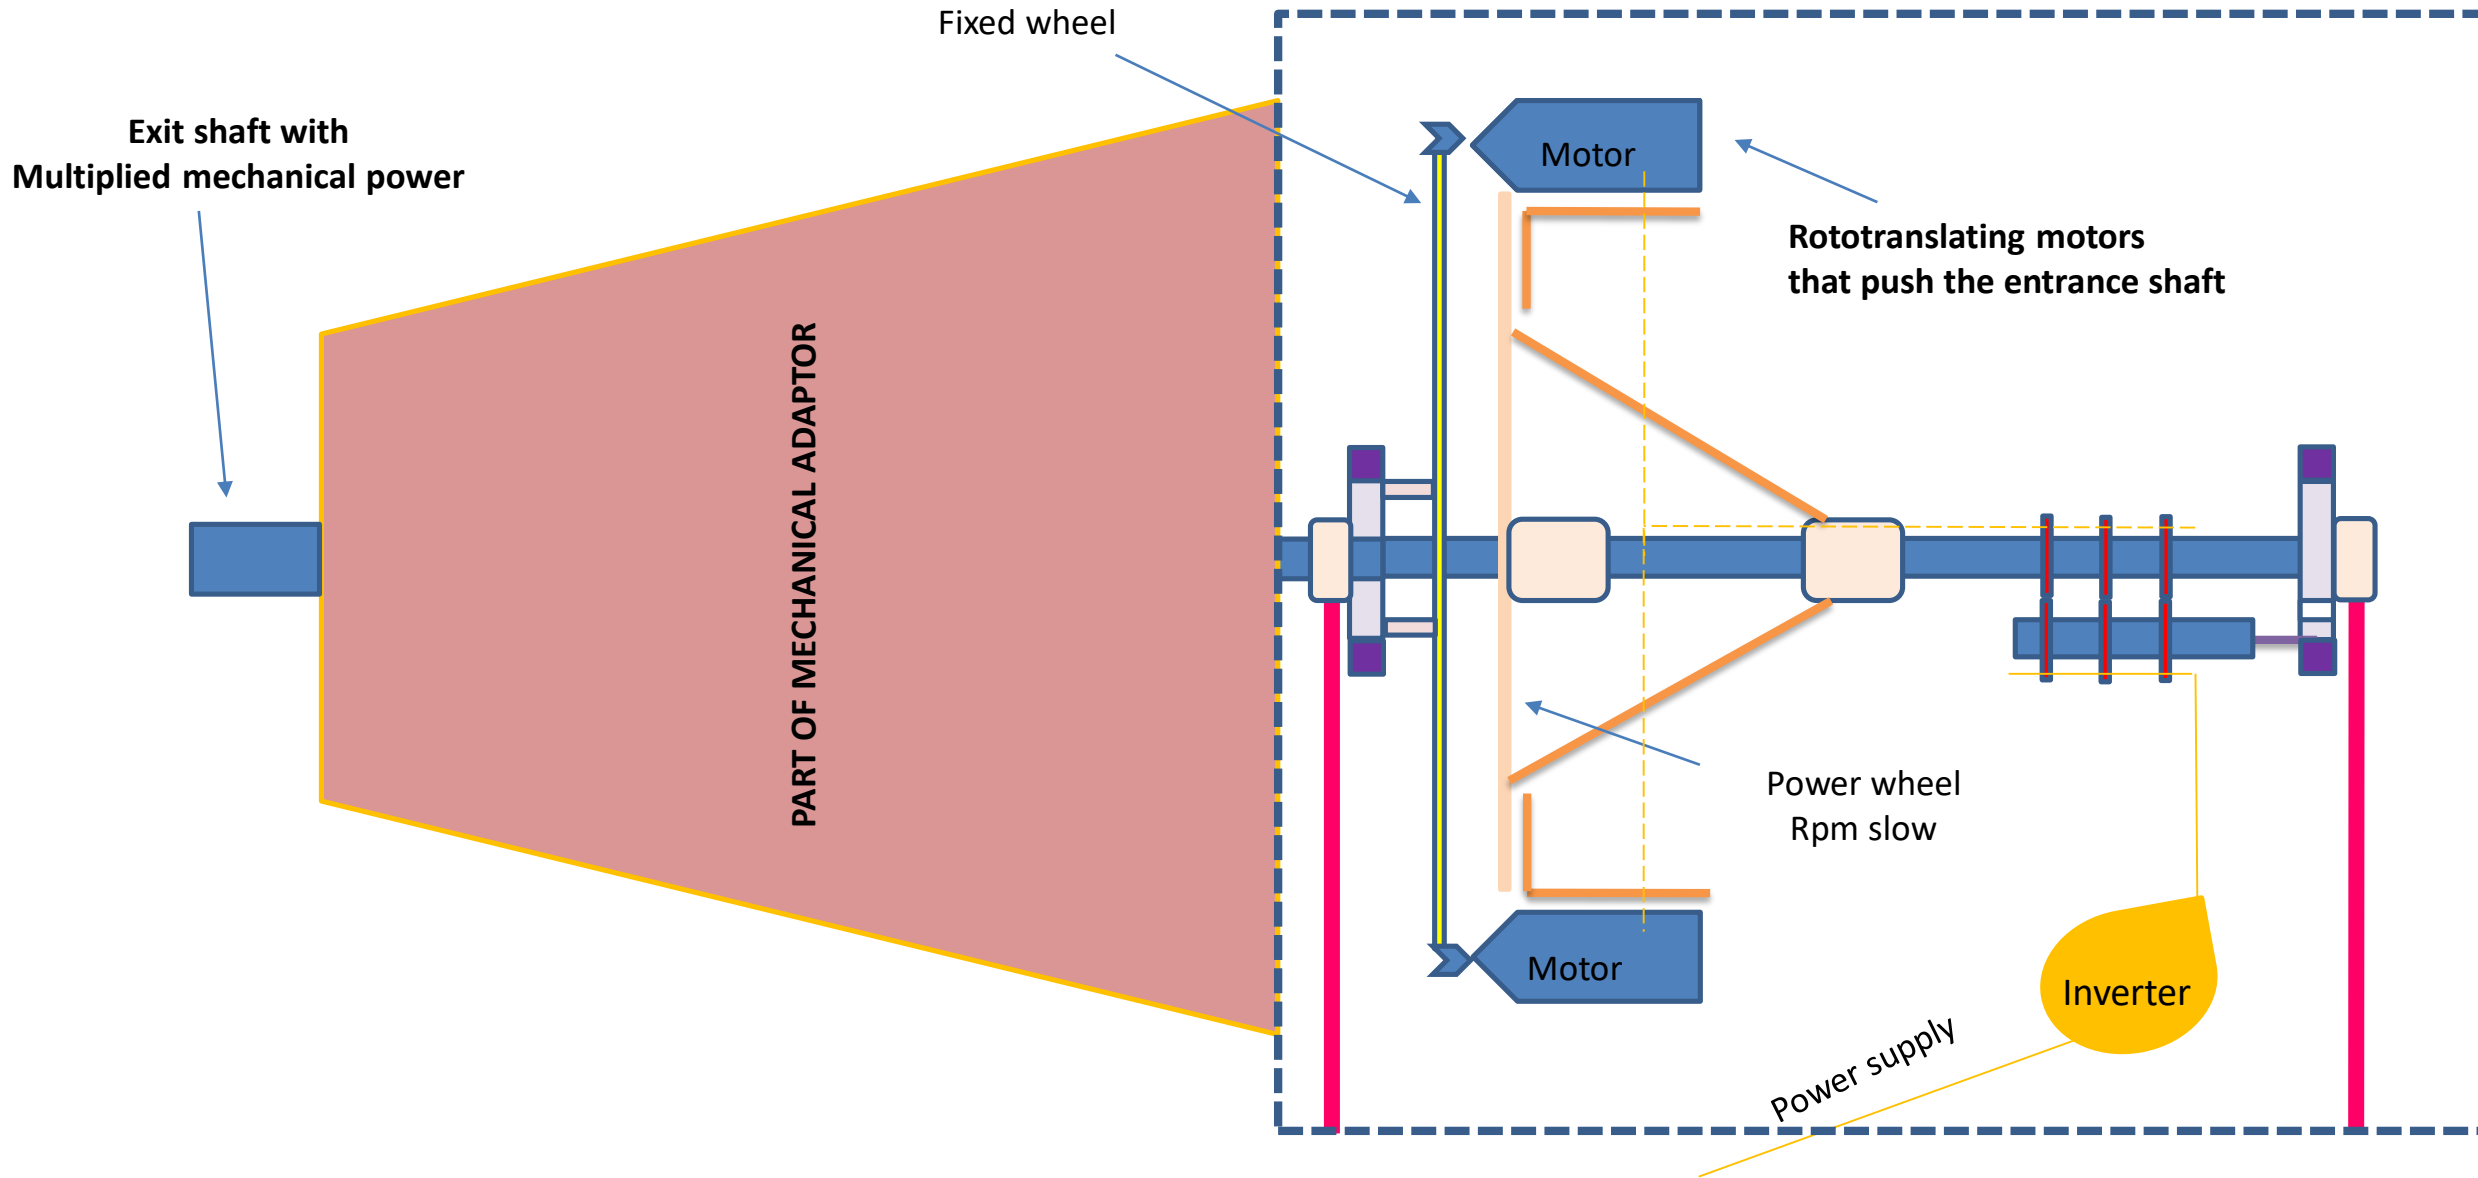 Fixed wheel
Exit shaft with
Multiplied mechanical power
Motor
Rototranslating motors
that push the entrance shaft
PART OF MECHANICAL ADAPTOR
Power wheel
Rpm slow
Motor
Inverter
Power supply